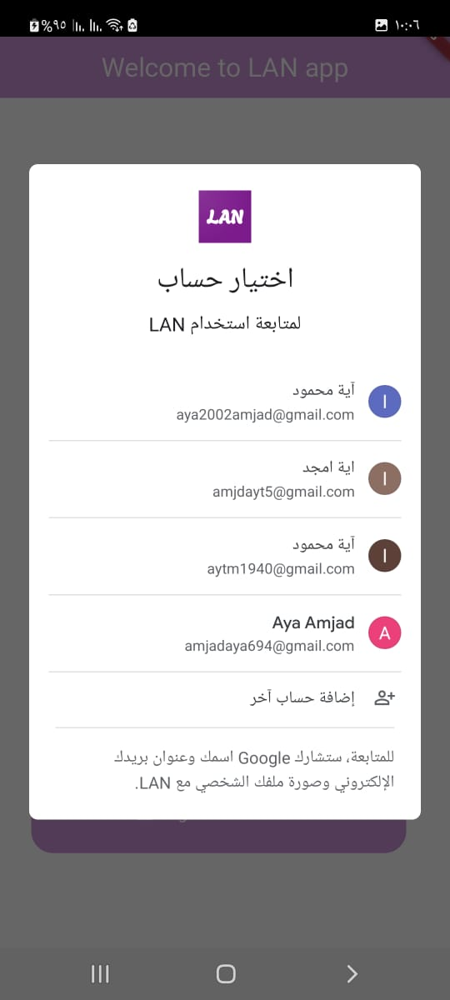 ١٠:٠٦
%٩٥
Welcome to LAN app
LAN
اختيار حساب
لمتابعة استخدام LAN
آية محمود
aya2002amjad@gmail.com
اية امجد
amjdayt5@gmail.com
آية محمود
aytm1940@gmail.com
Aya Amjad
amjadaya694@gmail.com
إضافة حساب آخر
للمتابعة، ستشارك Google اسمك وعنوان بريدك
الإلكتروني وصورة ملفك الشخصي مع LAN.